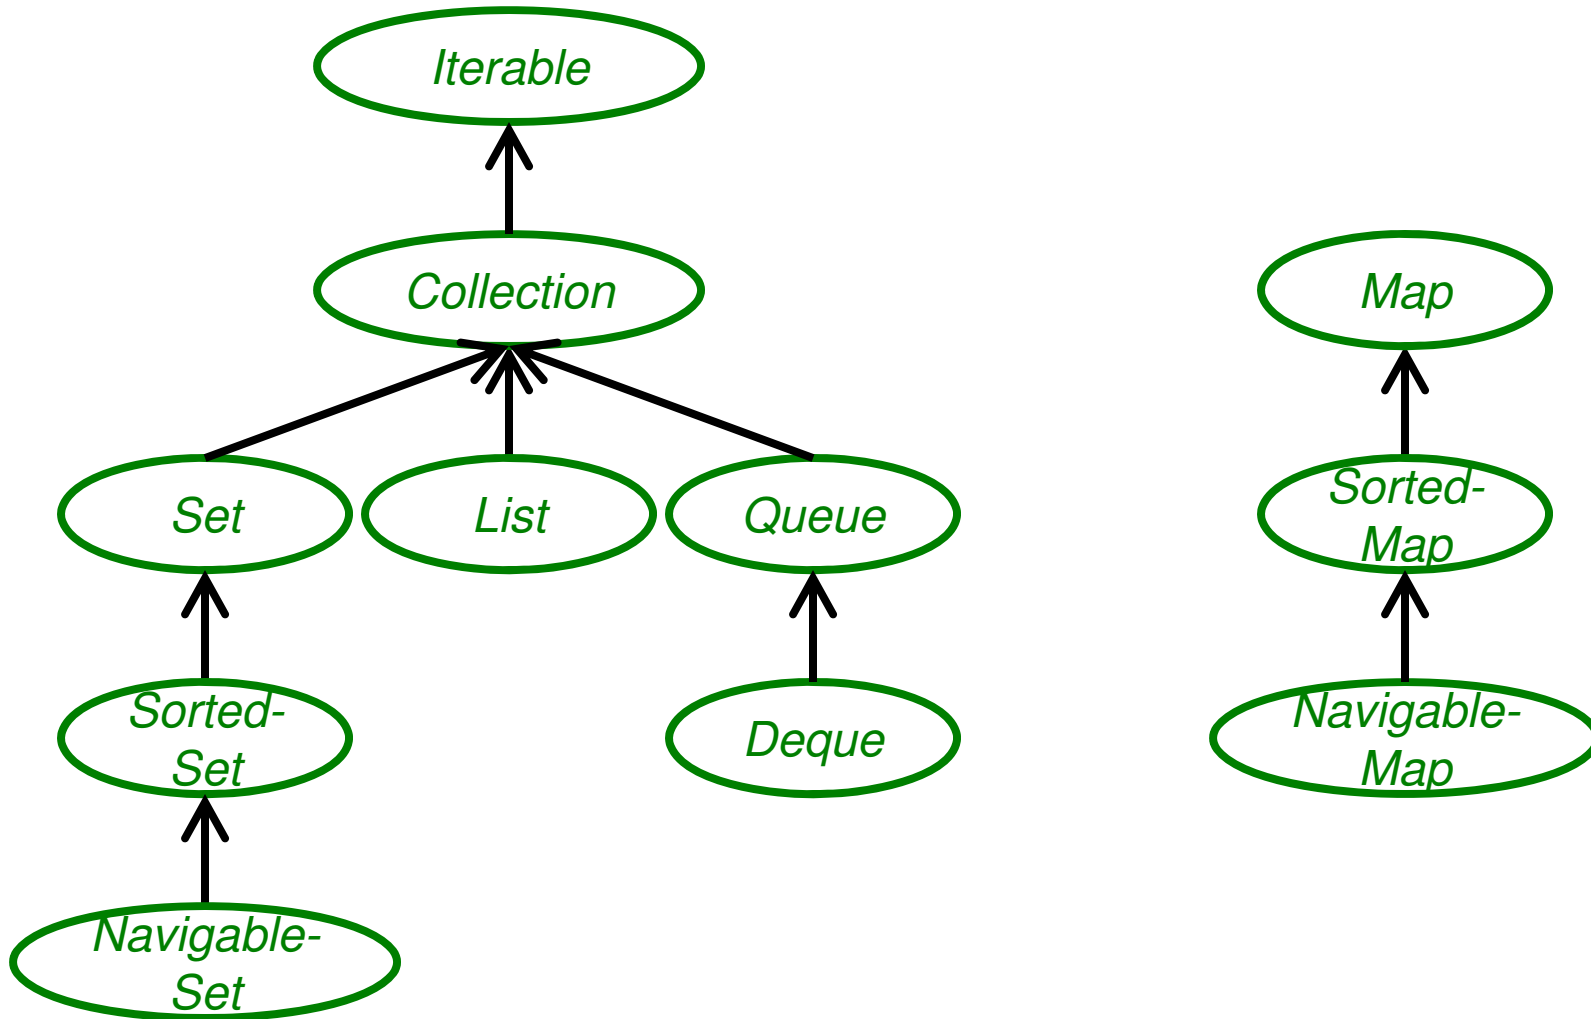 Iterable
Collection
Map
Set
List
Queue
Sorted-
Map
Sorted-
Set
Deque
Navigable-
Map
Navigable-
Set